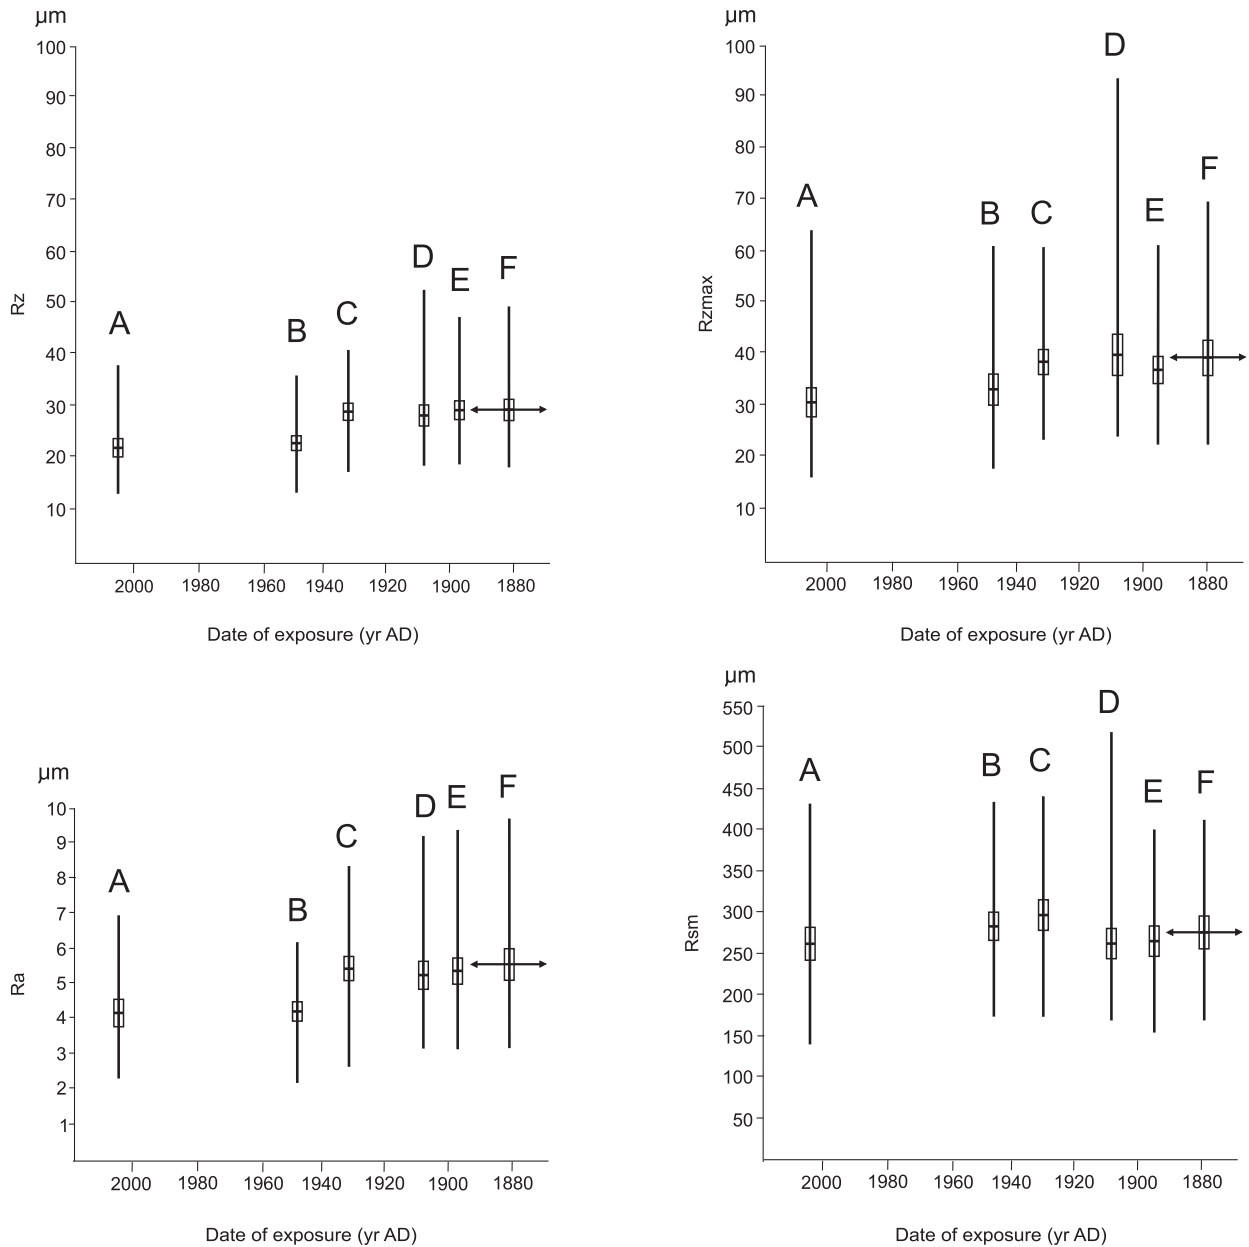 µm
100
90
80
70
60
50
40
30
20
10
Rz
A
B
C
D
E
F
2000 1980 1960 1940 1920 1900 1880
Date of exposure (yr AD)
µm
100
90
80
70
60
50
40
30
20
10
Rzmax
A
B
C
D
E
F
2000 1980 1960 1940 1920 1900 1880
Date of exposure (yr AD)
µm
10
9
8
7
6
5
4
3
2
1
Ra
A
B
C
D
E
F
2000 1980 1960 1940 1920 1900 1880
Date of exposure (yr AD)
µm
550
500
450
400
350
300
250
200
150
100
50
Rsm
A
B
C
D
E
F
2000 1980 1960 1940 1920 1900 1880
Date of exposure (yr AD)